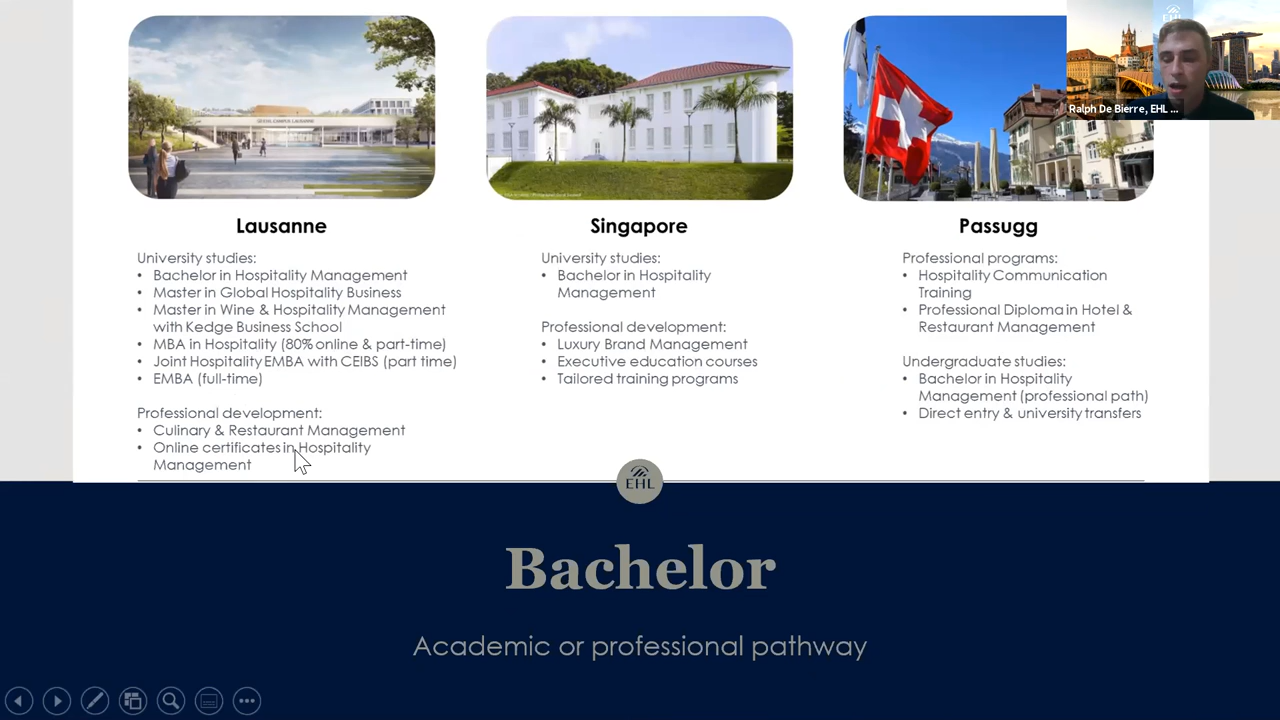 EHL
Ralph De Bierre, EHL ...
EHL CAMPUS LAUSANNE
Lausanne
University studies:
• Bachelor in Hospitality Management
• Master in Global Hospitality Business
• Master in Wine & Hospitality Management
with Kedge Business School
• MBA in Hospitality (80% online & part-time)
• Joint Hospitality EMBA with CEIBS (part time)
• EMBA (full-time)
Professional development:
• Culinary & Restaurant Management
• Online certificates in Hospitality
Management
Singapore
University studies:
• Bachelor in Hospitality
Management
Professional development:
• Luxury Brand Management
• Executive education courses
• Tailored training programs
Passugg
Professional programs:
• Hospitality Communication
Training
• Professional Diploma in Hotel &
Restaurant Management
Undergraduate studies:
• Bachelor in Hospitality
Management (professional path)
• Direct entry & university transfers
EHL
Bachelor
Academic or professional pathway